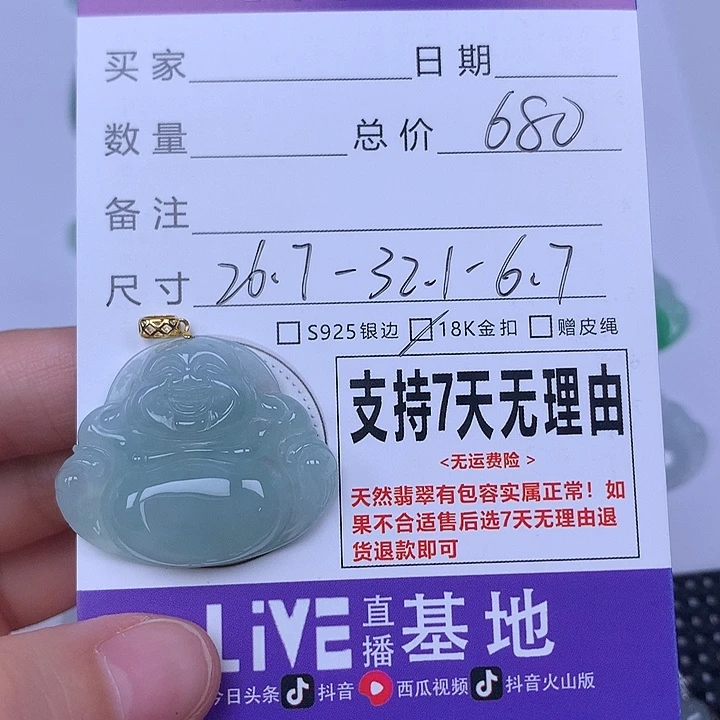 买家 日期
数量 总价 680
备注
尺寸 26.7-32.1-6.7
S925银边 18K金扣 赠皮绳
支持7天无理由
<无运费险>
天然翡翠有包容实属正常！如
果不合适售后选7天无理由退
货退款即可
LiVE直播基地
今日头条 抖音 西瓜视频 抖音火山版